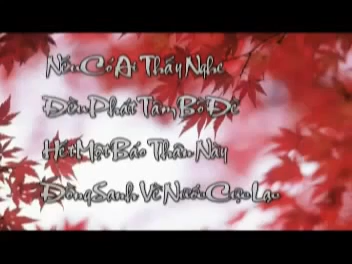 Nếu Có Ai Thấy Nghe
Đều Phát Tâm Bồ Đề
Hết Một Báo Thân Này
Đồng Sanh Về Nước Cực Lạc